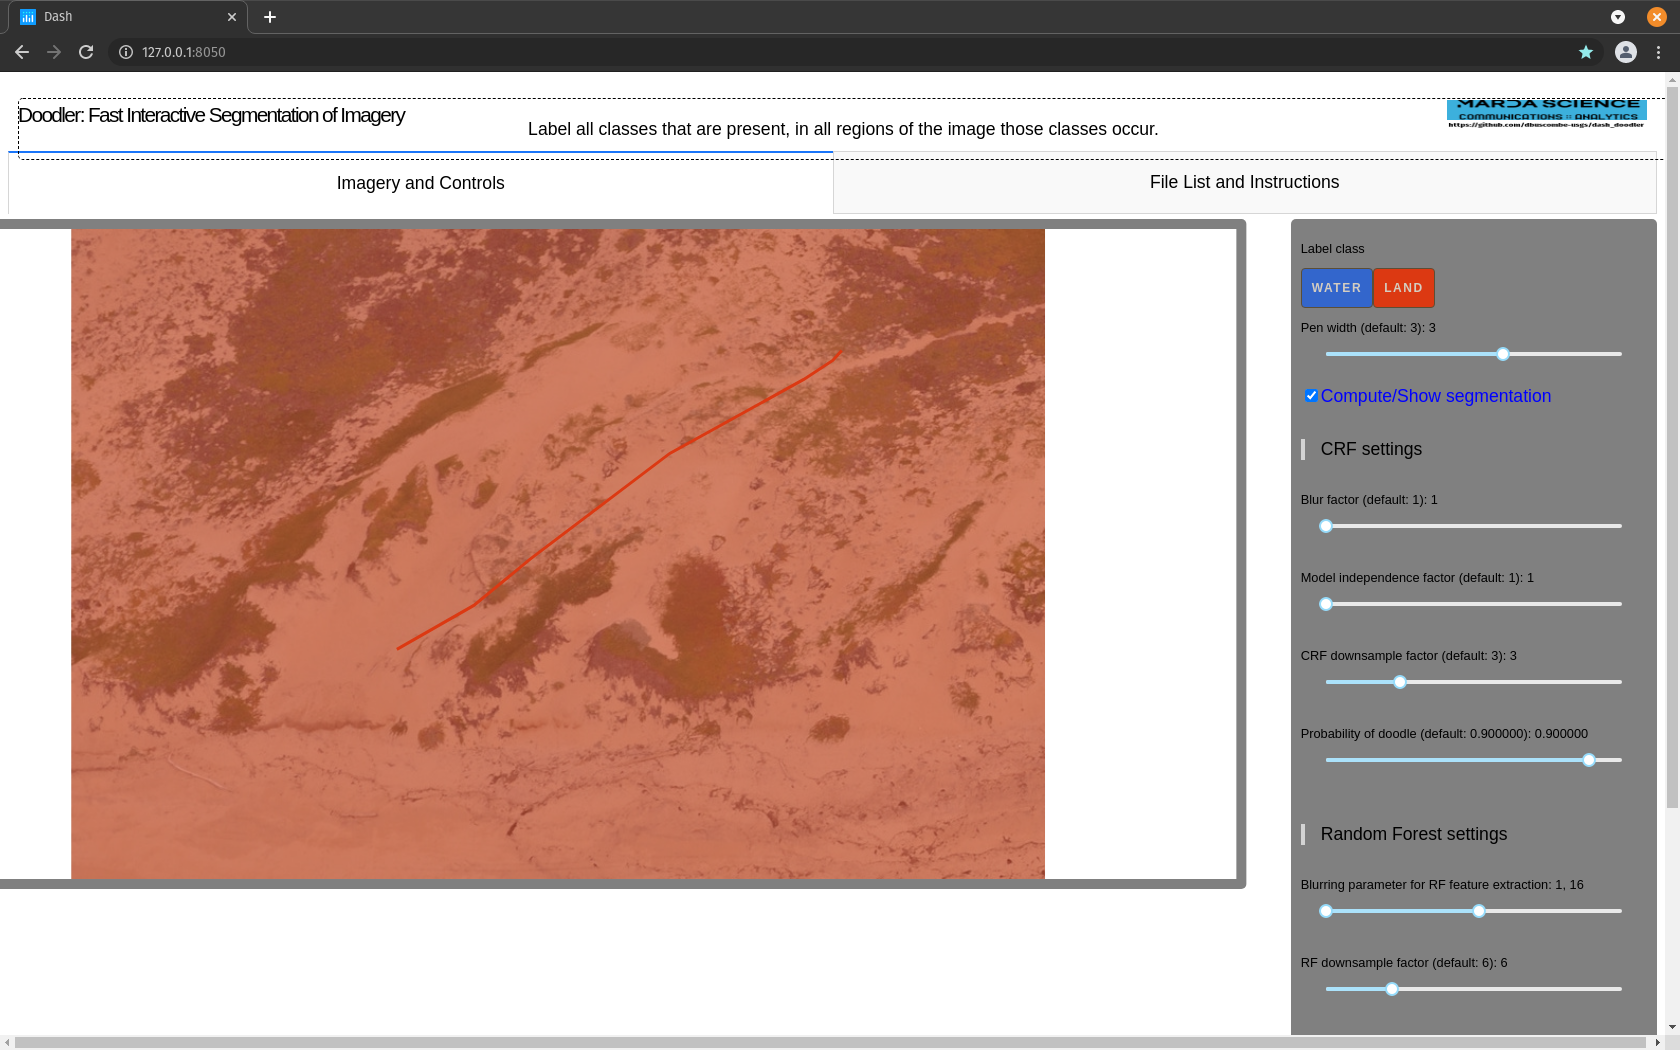 Dash
127.0.0.1:8050
Doodler: Fast Interactive Segmentation of Imagery
Label all classes that are present, in all regions of the image those classes occur.
MARDA SCIENCE
COMMUNICATIONS :: ANALYTICS
https://github.com/dbuscombe-usgs/dash_doodler
Imagery and Controls
File List and Instructions
Label class
WATER LAND
Pen width (default: 3): 3
Compute/Show segmentation
CRF settings
Blur factor (default: 1): 1
Model independence factor (default: 1): 1
CRF downsample factor (default: 3): 3
Probability of doodle (default: 0.900000): 0.900000
Random Forest settings
Blurring parameter for RF feature extraction: 1, 16
RF downsample factor (default: 6): 6